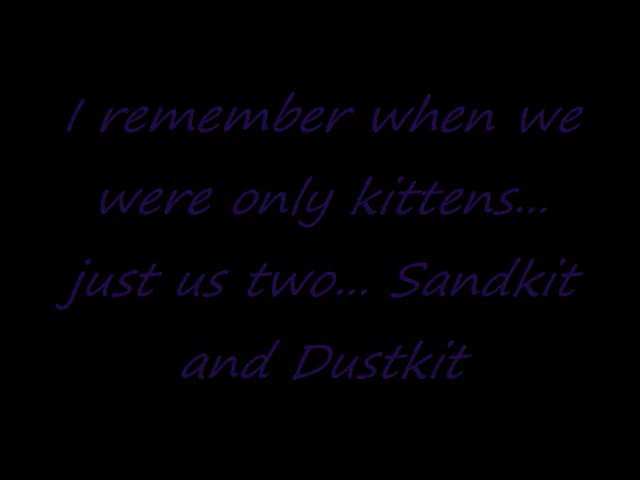 I remember when we
were only kittens...
just us two... Sandkit
and Dustkit